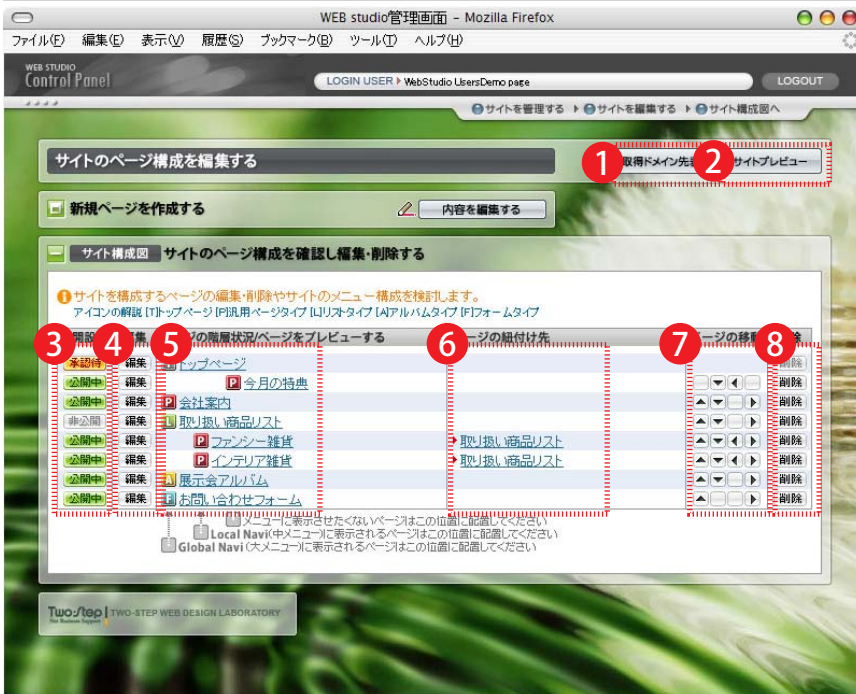 WEB studio管理画面 - Mozilla Firefox
ファイル(F) 編集(E) 表示(V) 履歴(S) ブックマーク(B) ツール(T) ヘルプ(H)
WEB STUDIO
Control Panel
LOGIN USER WebStudio UsersDemo page
LOGOUT
サイトを管理する サイトを編集する サイト構成図へ
サイトのページ構成を編集する
1 取得ドメイン先 2 サイトプレビュー
新規ページを作成する
内容を編集する
サイト構成図 サイトのページ構成を確認し編集・削除する
サイトを構成するページの編集・削除やサイトのメニュー構成を検討します。
アイコンの解説 [T]トップページ [P]汎用ページタイプ [L]リストタイプ [A]アルバムタイプ [F]フォームタイプ
3 開設 4 集 5 ジの階層状況/ページをプレビューする 6 ージの紐付け先 7 ージの移動 8 除
承認待 編集 トップページ 削除
公開中 編集 P 今月の特典 削除
公開中 編集 P 会社案内 削除
非公開 編集 L 取り扱い商品リスト 削除
公開中 編集 P ファンシー雑貨 取り扱い商品リスト 削除
公開中 編集 P インテリア雑貨 取り扱い商品リスト 削除
公開中 編集 A 展示会アルバム 削除
公開中 編集 F お問い合わせフォーム 削除
メニューに表示させたくないページはこの位置に配置してください
Local Navi(中メニュー)に表示されるページはこの位置に配置してください
Global Navi(大メニュー)に表示されるページはこの位置に配置してください
Two-Step TWO-STEP WEB DESIGN LABORATORY